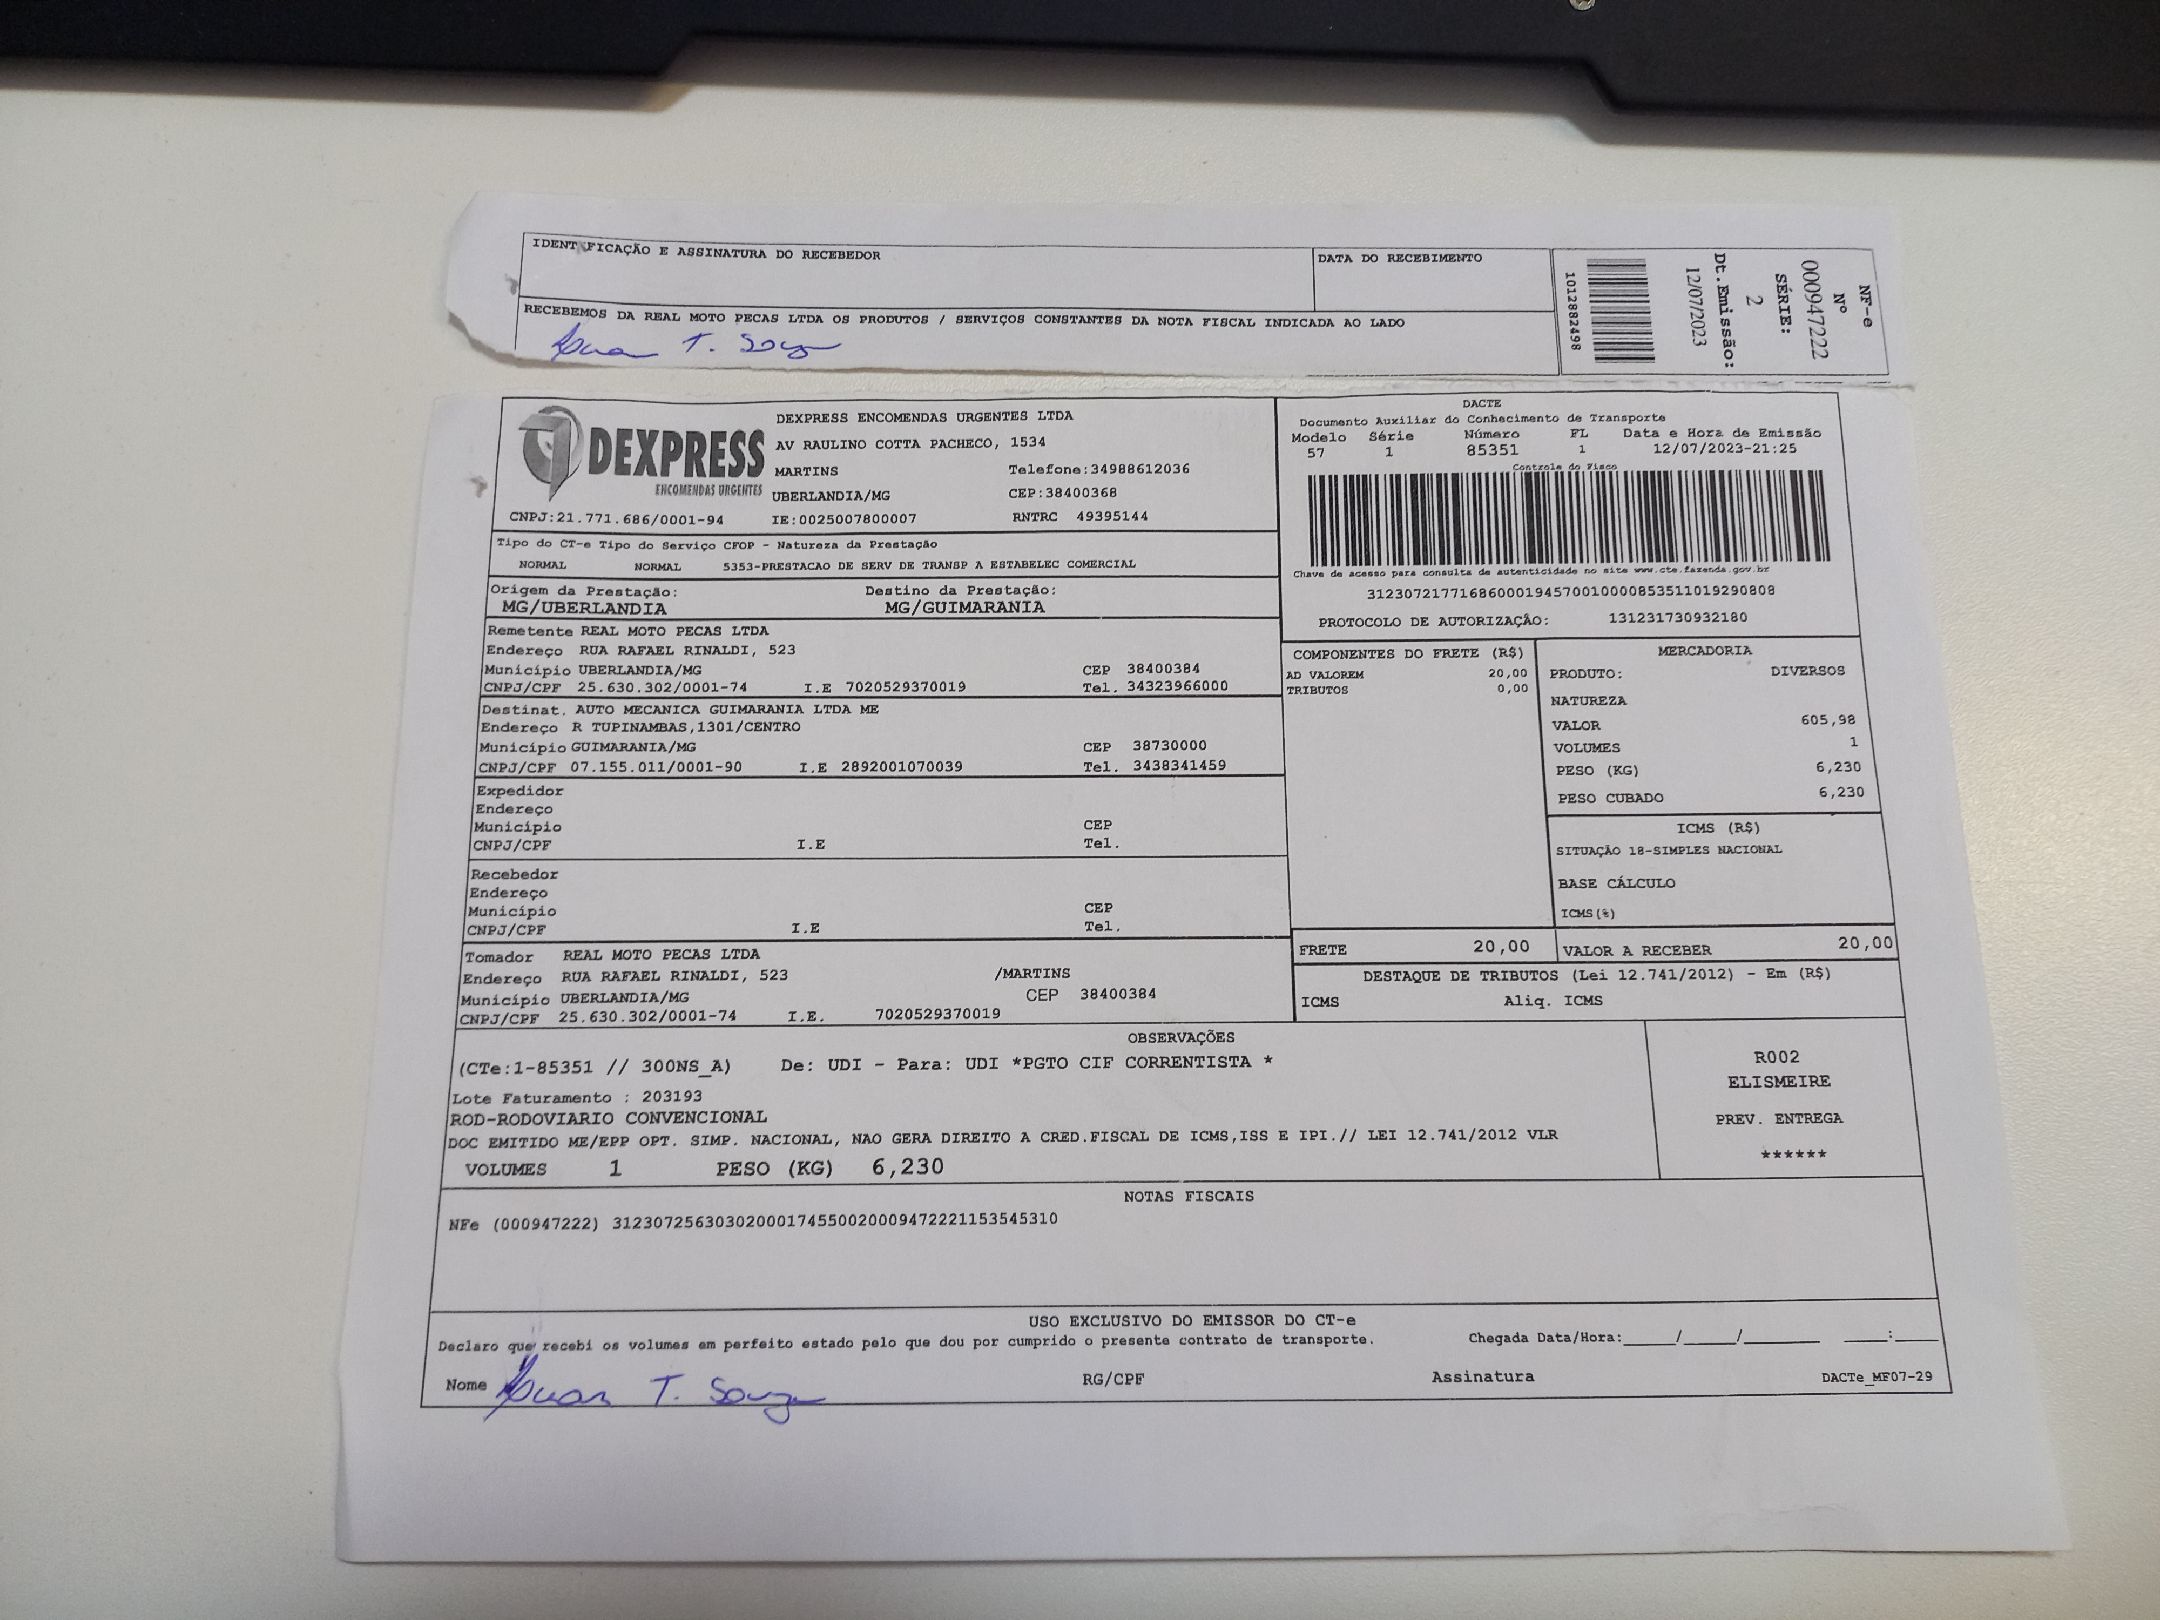 IDENTIFICAÇÃO E ASSINATURA DO RECEBEDOR
DATA DO RECEBIMENTO
RECEBEMOS DA REAL MOTO PECAS LTDA OS PRODUTOS / SERVIÇOS CONSTANTES DA NOTA FISCAL INDICADA AO LADO
T. Souza
1012882498
NF-e
Nº
000947222
SÉRIE:
2
Dt.Emissão:
12/07/2023
DEXPRESS
ENCOMENDAS URGENTES
DEXPRESS ENCOMENDAS URGENTES LTDA
AV RAULINO COTTA PACHECO, 1534
MARTINS Telefone:34988612036
UBERLANDIA/MG CEP:38400368
CNPJ:21.771.686/0001-94 IE:0025007800007 RNTRC 49395144
DACTE
Documento Auxiliar do Conhecimento de Transporte
Modelo Série Número FL Data e Hora de Emissão
57 1 85351 1 12/07/2023-21:25
Controle do Fisco
Chave de acesso para consulta de autenticidade no site www.cte.fazenda.gov.br
31230721771686000194570010000853511019290808
PROTOCOLO DE AUTORIZAÇÃO: 131231730932180
Tipo do CT-e Tipo do Serviço CFOP - Natureza da Prestação
NORMAL NORMAL 5353-PRESTACAO DE SERV DE TRANSP A ESTABELEC COMERCIAL
Origem da Prestação: Destino da Prestação:
MG/UBERLANDIA MG/GUIMARANIA
Remetente REAL MOTO PECAS LTDA
Endereço RUA RAFAEL RINALDI, 523
Município UBERLANDIA/MG CEP 38400384
CNPJ/CPF 25.630.302/0001-74 I.E 7020529370019 Tel. 34323966000
Destinat. AUTO MECANICA GUIMARANIA LTDA ME
Endereço R TUPINAMBAS,1301/CENTRO
Município GUIMARANIA/MG CEP 38730000
CNPJ/CPF 07.155.011/0001-90 I.E 2892001070039 Tel. 3438341459
Expedidor
Endereço
Município CEP
CNPJ/CPF I.E Tel.
Recebedor
Endereço
Município CEP
CNPJ/CPF I.E Tel.
Tomador REAL MOTO PECAS LTDA
Endereço RUA RAFAEL RINALDI, 523 /MARTINS
Município UBERLANDIA/MG CEP 38400384
CNPJ/CPF 25.630.302/0001-74 I.E. 7020529370019
COMPONENTES DO FRETE (R$)
AD VALOREM 20,00
TRIBUTOS 0,00
MERCADORIA
PRODUTO: DIVERSOS
NATUREZA
VALOR 605,98
VOLUMES 1
PESO (KG) 6,230
PESO CUBADO 6,230
ICMS (R$)
SITUAÇÃO 18-SIMPLES NACIONAL
BASE CÁLCULO
ICMS(%)
FRETE 20,00 VALOR A RECEBER 20,00
DESTAQUE DE TRIBUTOS (Lei 12.741/2012) - Em (R$)
ICMS Aliq. ICMS
OBSERVAÇÕES
(CTe:1-85351 // 300NS_A) De: UDI - Para: UDI *PGTO CIF CORRENTISTA *
Lote Faturamento : 203193
ROD-RODOVIARIO CONVENCIONAL
DOC EMITIDO ME/EPP OPT. SIMP. NACIONAL, NAO GERA DIREITO A CRED.FISCAL DE ICMS,ISS E IPI.// LEI 12.741/2012 VLR
VOLUMES 1 PESO (KG) 6,230
R002
ELISMEIRE
PREV. ENTREGA
******
NOTAS FISCAIS
NFe (000947222) 31230725630302000174550020009472221153545310
USO EXCLUSIVO DO EMISSOR DO CT-e
Declaro que recebi os volumes em perfeito estado pelo que dou por cumprido o presente contrato de transporte. Chegada Data/Hora:_____/_____/_______ ____:____
Nome T. Souza RG/CPF Assinatura DACTe_MF07-29